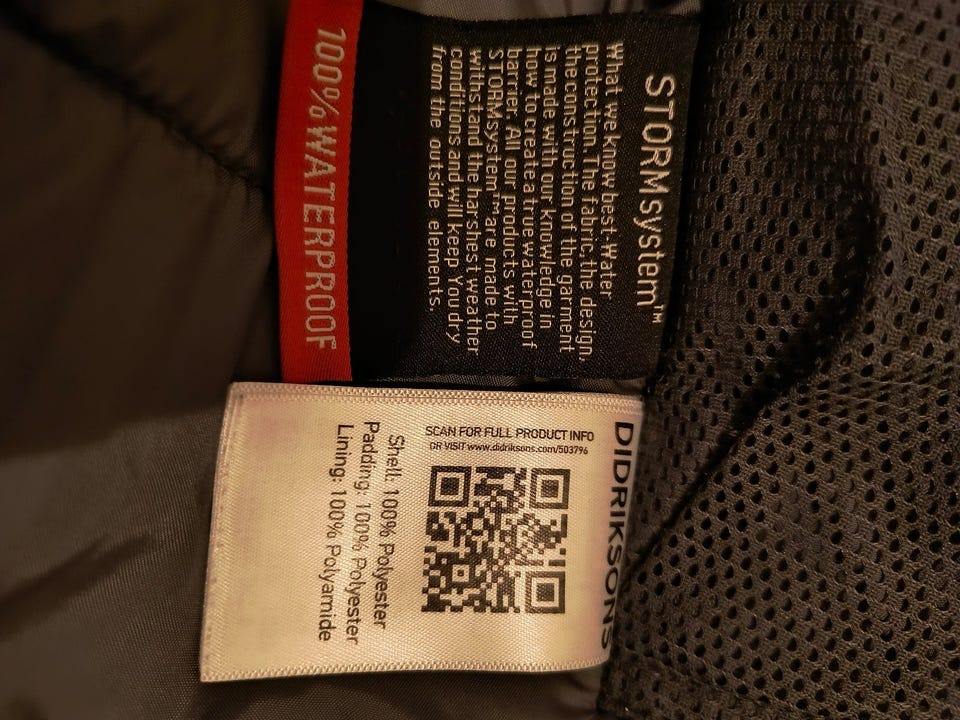 STORMsystem™
What we know best. Water
protection. The fabric, the design,
the construction of the garment
is made with our knowledge in
how to create a true waterproof
barrier. All our products with
STORMsystem™ are made to
withstand the harshest weather
conditions and will keep You dry
from the outside elements.
100% WATERPROOF
DIDRIKSONS
SCAN FOR FULL PRODUCT INFO
OR VISIT www.didriksons.com/503796
Shell: 100% Polyester
Padding: 100% Polyester
Lining: 100% Polyamide